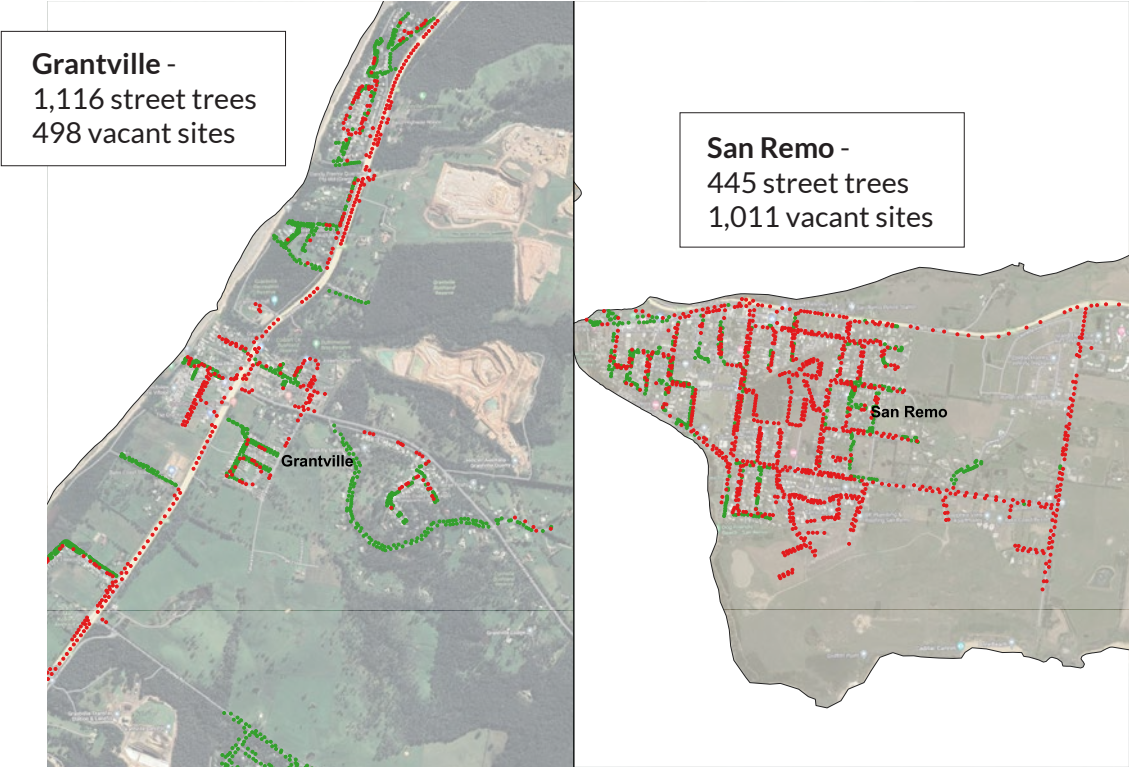 Grantville -
1,116 street trees
498 vacant sites
San Remo -
445 street trees
1,011 vacant sites
San Remo
Grantville